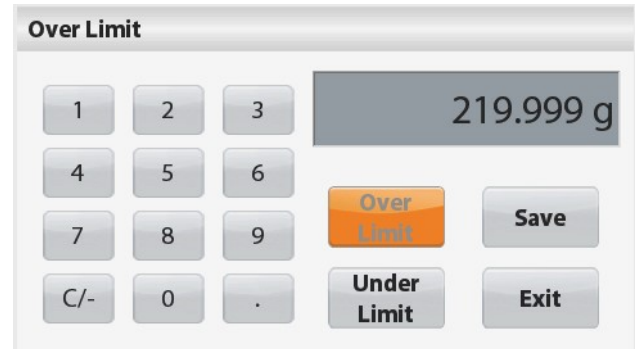 Over Limit
219.999 g
1 2 3
4 5 6
7 8 9
C/- 0 .
Over
Limit
Save
Under
Limit
Exit